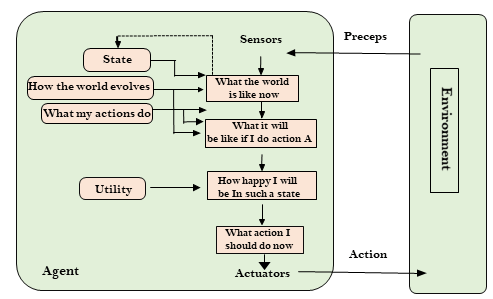 Sensors
Preceps
State
How the world evolves
What the world
is like now
What my actions do
What it will
be like if I do action A
Utility
How happy I will
be In such a state
What action I
should do now
Agent
Actuators
Action
Environment